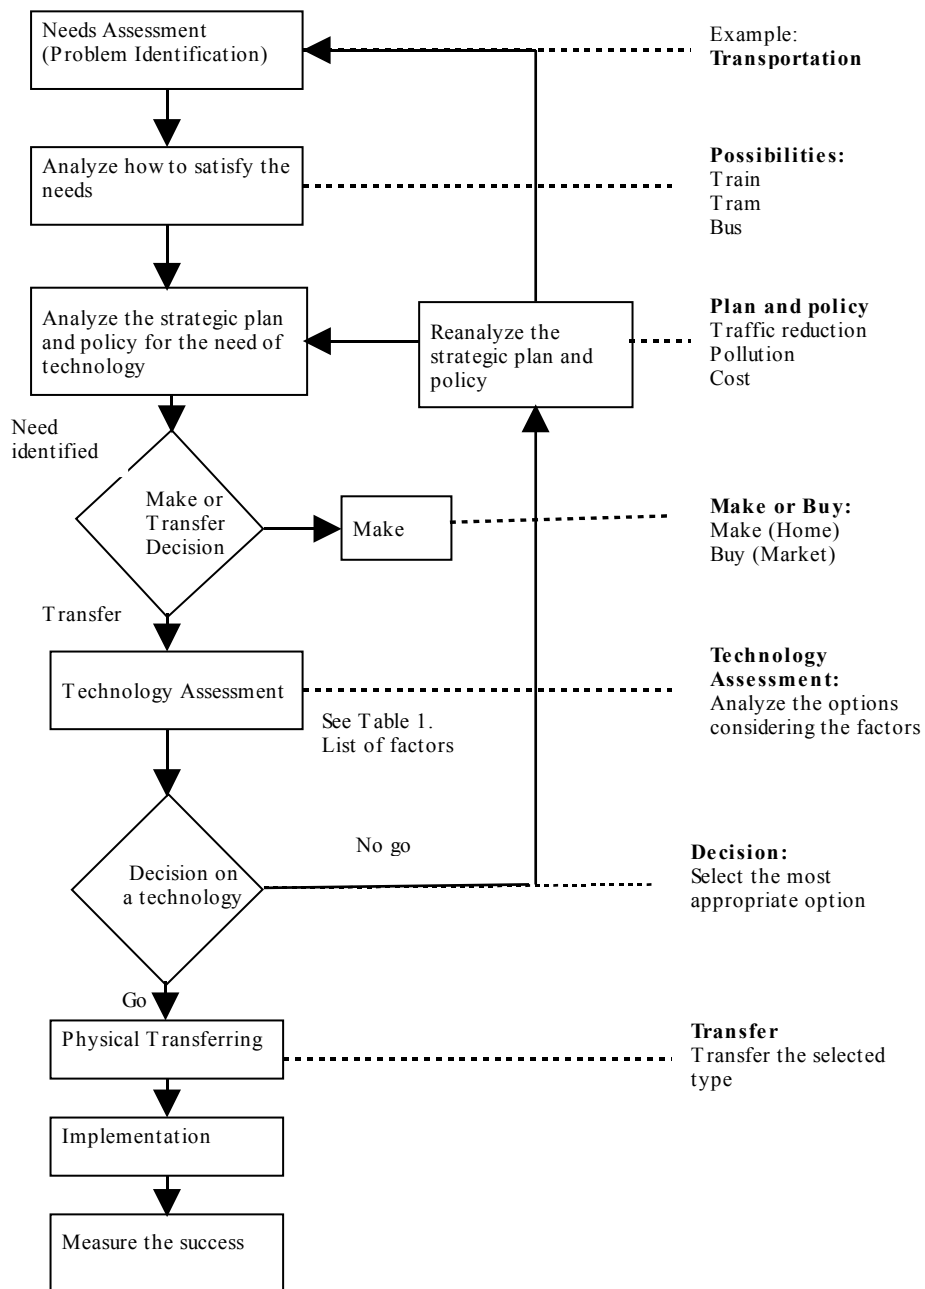 Needs Assessment
(Problem Identification)
Example:
Transportation
Analyze how to satisfy the
needs
Possibilities:
Train
Tram
Bus
Analyze the strategic plan
and policy for the need of
technology
Reanalyze the
strategic plan and
policy
Plan and policy
Traffic reduction
Pollution
Cost
Need
identified
Make or
Transfer
Decision
Make
Make or Buy:
Make (Home)
Buy (Market)
Transfer
Technology Assessment
See Table 1.
List of factors
Technology
Assessment:
Analyze the options
considering the factors
No go
Decision on
a technology
Decision:
Select the most
appropriate option
Go
Physical Transferring
Transfer
Transfer the selected
type
Implementation
Measure the success